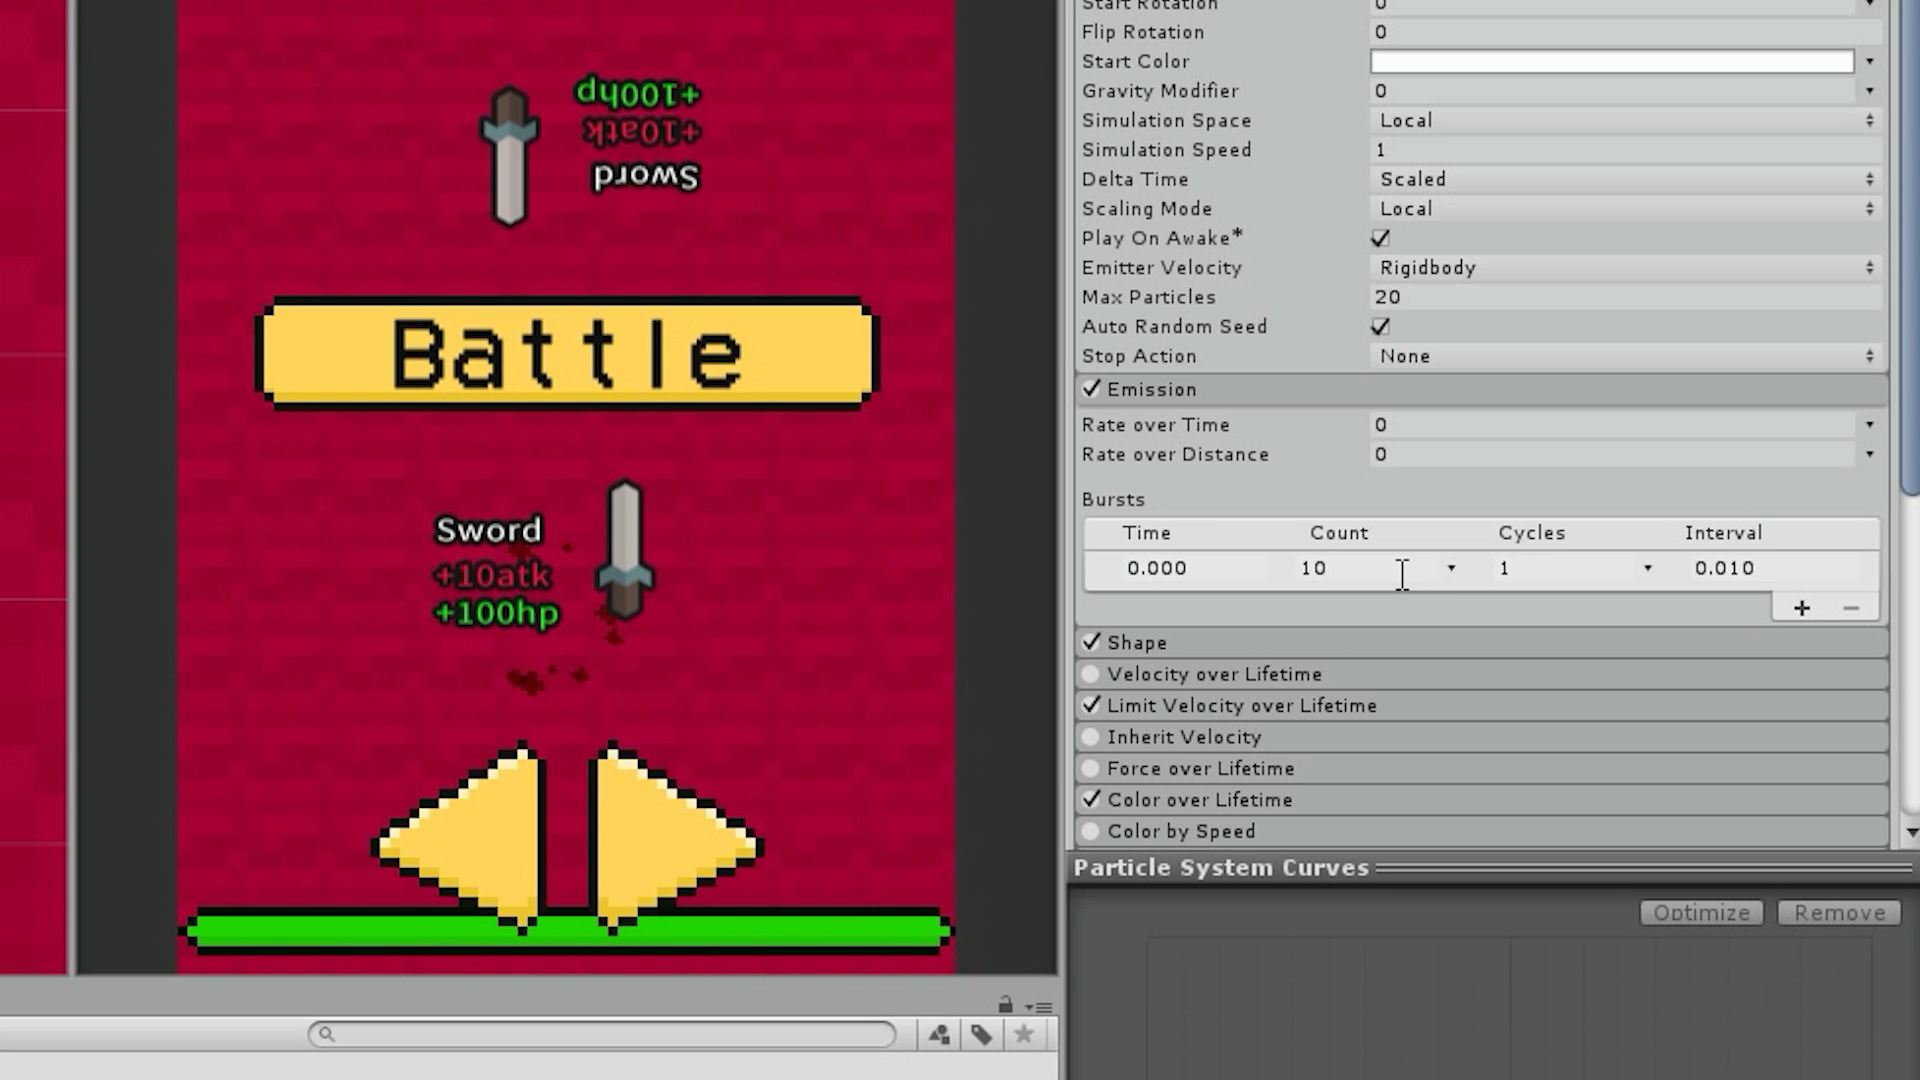 +100hp
+10atk
Sword
Battle
Sword
+10atk
+100hp
Start Rotation 0
Flip Rotation 0
Start Color
Gravity Modifier 0
Simulation Space Local
Simulation Speed 1
Delta Time Scaled
Scaling Mode Local
Play On Awake*
Emitter Velocity Rigidbody
Max Particles 20
Auto Random Seed
Stop Action None
Emission
Rate over Time 0
Rate over Distance 0
Bursts
Time Count Cycles Interval
0.000 10 1 0.010
Shape
Velocity over Lifetime
Limit Velocity over Lifetime
Inherit Velocity
Force over Lifetime
Color over Lifetime
Color by Speed
Particle System Curves
Optimize Remove